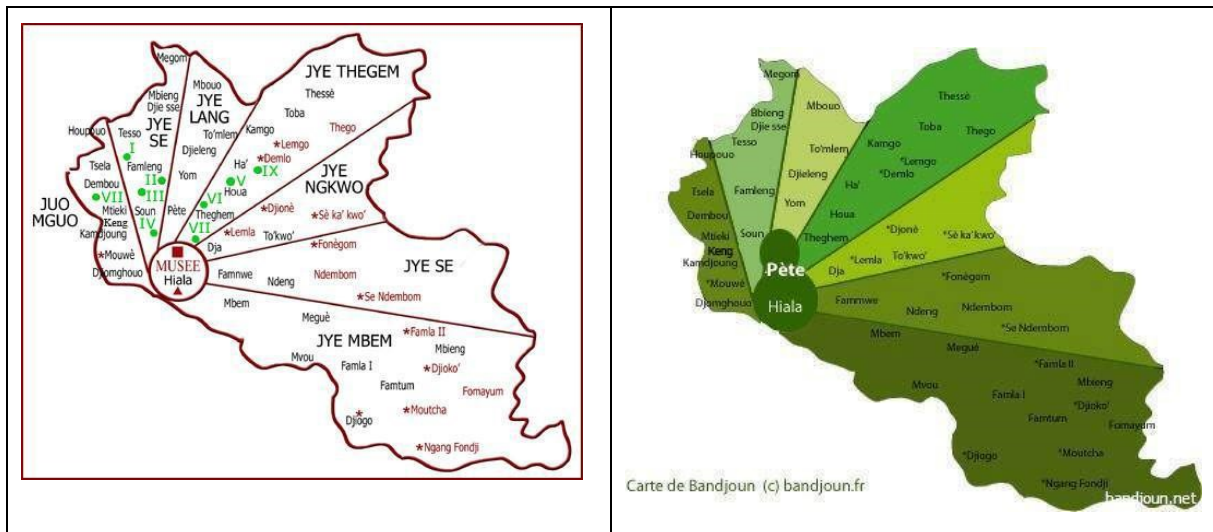 Megom
JYE THEGEM
Mbouo
Mbieng
Thessè
Djie sse
JYE
LANG
JYE
SE
Toba
Houpouo
Tesso
To'mlem
Kamgo
Thego
I
Lemgo
*
Djieleng
*Demlo
Tsela
Famleng
Ha'
IX
JYE
NGKWO
II
Yom
V
Dembou
VII
III
Houa
JUO
MGUO
Mtieki
Soun
Pète
VI
*Djionè
Keng
IV
Theghem
*Sè ka' kwo'
Kamdjoung
VII
*Lemla
To'kwo'
*Mouwè
Dja
*Fonègom
MUSEE
JYE SE
Djomghouo
Hiala
Famnwe
Ndeng
Ndembom
Mbem
*Se Ndembom
Meguè
JYE MBEM
*Famla II
Mbieng
Mvou
Famla I
*Djioko'
Famtum
Fomayum
*
Djiogo
*Moutcha
*Ngang Fondji
Megom
Mbouo
Thessè
Bbieng
Djie sse
Toba
Thego
Tesso
To'mlem
Kamgo
Houpouo
*Lemgo
Djieleng
*Demlo
Tsela
Famleng
Ha'
Yom
Dembou
Houa
Mtieki
Soun
*Djionè
Keng
Theghem
*Sè ka' kwo'
Kamdjoung
To'kwo'
*Lemla
Pète
Dja
*Fonègom
*Mouwè
Djomghouo
Hiala
Fammwe
Ndeng
Ndembom
*Se Ndembom
Mbem
Megué
*Famla II
Mbieng
Mvou
Famla I
*Djioko'
Famtum
Fomayum
*Djiogo
*Moutcha
*Ngang Fondji
Carte de Bandjoun (c) bandjoun.fr
bandjoun.net